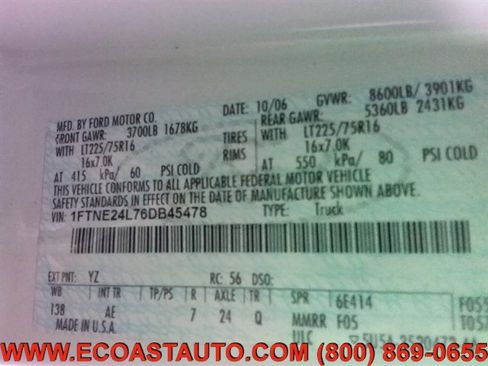 MFD. BY FORD MOTOR CO.
DATE: 10/06 GVWR: 8600LB/ 3901KG
FRONT GAWR: 3700LB 1678KG REAR GAWR: 5360LB 2431KG
WITH LT225/75R16 TIRES WITH LT225/75R16
16x7.0K RIMS 16x7.0K
AT 415 kPa/ 60 PSI COLD AT 550 kPa/ 80 PSI COLD
THIS VEHICLE CONFORMS TO ALL APPLICABLE FEDERAL MOTOR VEHICLE
SAFETY STANDARDS IN EFFECT ON THE DATE OF MANUFACTURE SHOWN ABOVE.
VIN: 1FTNE24L76DB45478 TYPE: Truck
EXT PNT: YZ RC: 56 DSO:
WB INT TR TP/PS R AXLE TR SPR 6E414
138 AE 7 24 Q MMRR F05
MADE IN U.S.A. ULC
WWW.ECOASTAUTO.COM (800) 869-0655